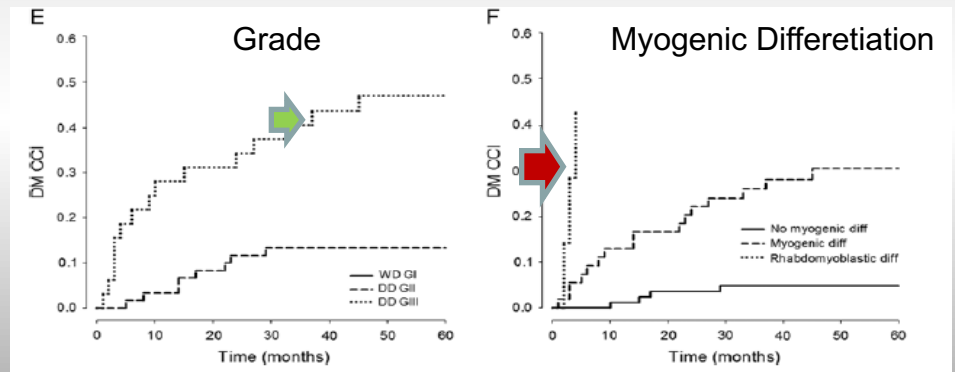 E
Grade
0.6
0.5
0.4
0.3
0.2
0.1
0.0
DM CCI
WD GI
DD GII
DD GIII
0 10 20 30 40 50 60
Time (months)
F
Myogenic Differetiation
0.6
0.5
0.4
0.2
0.1
0.0
DM CCI
No myogenic diff
Myogenic diff
Rhabdomyoblastic diff
0 10 20 30 40 50 60
Time (months)